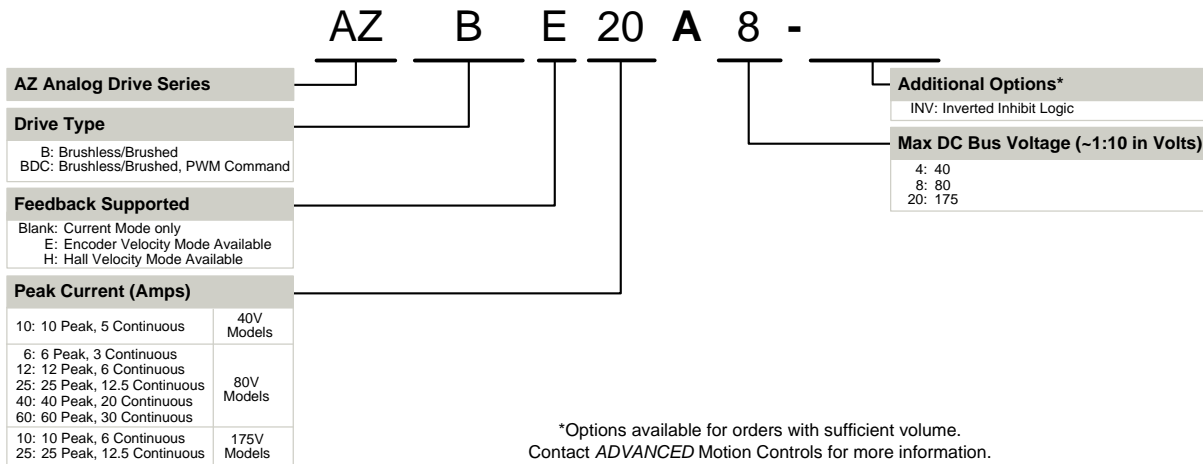 AZ B E 20 A 8 -
AZ Analog Drive Series
Drive Type
B: Brushless/Brushed
BDC: Brushless/Brushed, PWM Command
Feedback Supported
Blank: Current Mode only
E: Encoder Velocity Mode Available
H: Hall Velocity Mode Available
Peak Current (Amps)
10: 10 Peak, 5 Continuous
40V
Models
6: 6 Peak, 3 Continuous
12: 12 Peak, 6 Continuous
25: 25 Peak, 12.5 Continuous
40: 40 Peak, 20 Continuous
60: 60 Peak, 30 Continuous
80V
Models
10: 10 Peak, 6 Continuous
25: 25 Peak, 12.5 Continuous
175V
Models
Additional Options*
INV: Inverted Inhibit Logic
Max DC Bus Voltage (~1:10 in Volts)
4: 40
8: 80
20: 175
*Options available for orders with sufficient volume.
Contact ADVANCED Motion Controls for more information.